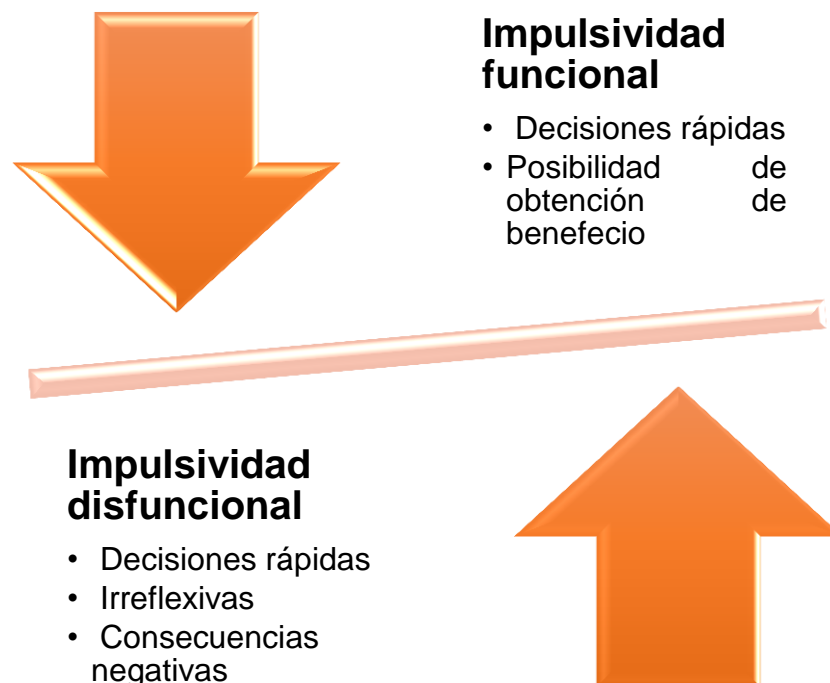 Impulsividad
funcional
• Decisiones rápidas
• Posibilidad de
obtención de
benefecio
Impulsividad
disfuncional
• Decisiones rápidas
• Irreflexivas
• Consecuencias
negativas